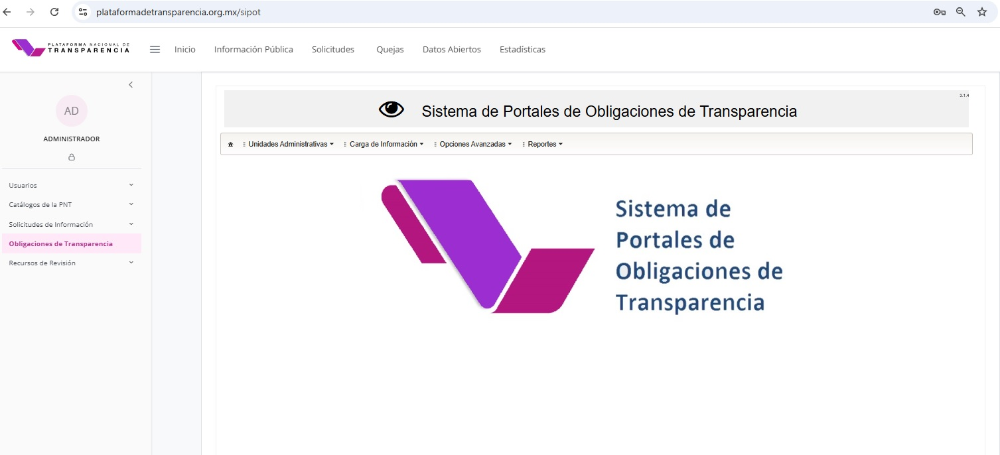 plataformadetransparencia.org.mx/sipot
PLATAFORMA NACIONAL DE
TRANSPARENCIA
Inicio
Información Pública
Solicitudes
Quejas
Datos Abiertos
Estadísticas
AD
ADMINISTRADOR
Usuarios
Catálogos de la PNT
Solicitudes de Información
Obligaciones de Transparencia
Recursos de Revisión
3.1.4
Sistema de Portales de Obligaciones de Transparencia
Unidades Administrativas
Carga de Información
Opciones Avanzadas
Reportes
Sistema de
Portales de
Obligaciones de
Transparencia